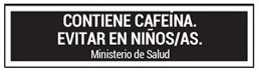 CONTIENE CAFEÍNA.
EVITAR EN NIÑOS/AS.
Ministerio de Salud